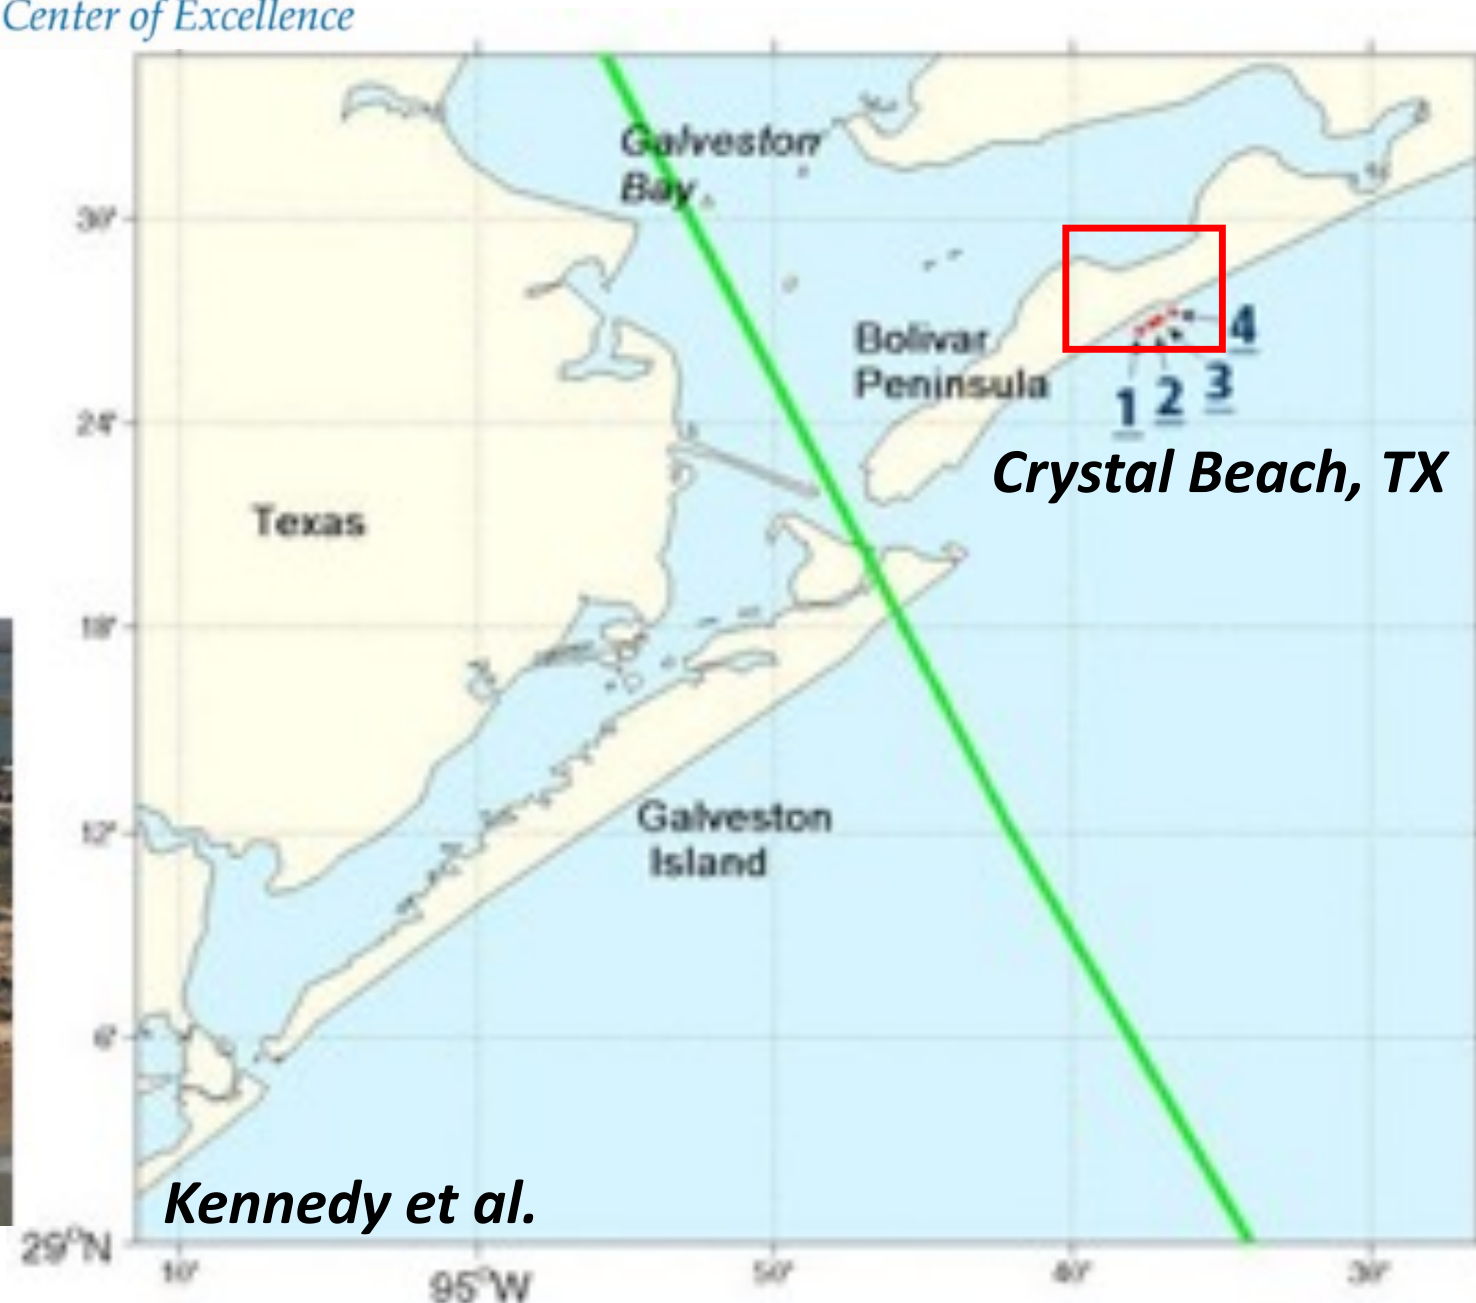 Center of Excellence
Galveston
Bay
30'
Bolivar
Peninsula
4
3
1 2
24'
Crystal Beach, TX
Texas
18'
12'
Galveston
Island
6'
Kennedy et al.
29°N
10'
95°W
50'
40'
30'